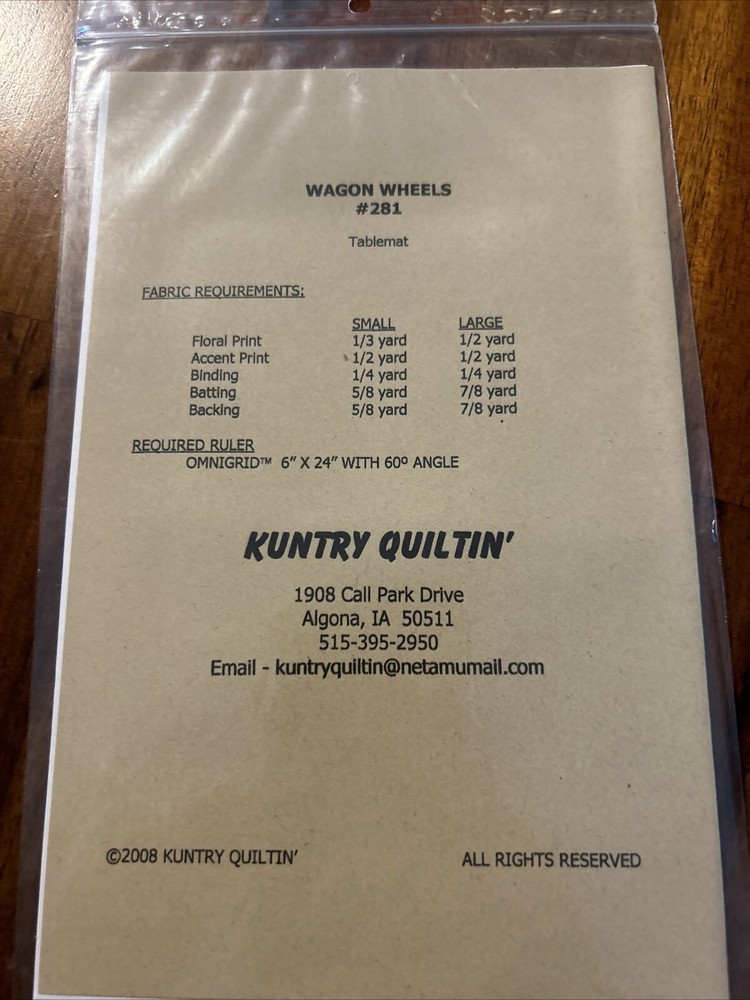 WAGON WHEELS
#281
Tablemat
FABRIC REQUIREMENTS:
SMALL LARGE
Floral Print 1/3 yard 1/2 yard
Accent Print 1/2 yard 1/2 yard
Binding 1/4 yard 1/4 yard
Batting 5/8 yard 7/8 yard
Backing 5/8 yard 7/8 yard
REQUIRED RULER
OMNIGRID™ 6" X 24" WITH 60º ANGLE
KUNTRY QUILTIN'
1908 Call Park Drive
Algona, IA 50511
515-395-2950
Email - kuntryquiltin@netamumail.com
©2008 KUNTRY QUILTIN' ALL RIGHTS RESERVED